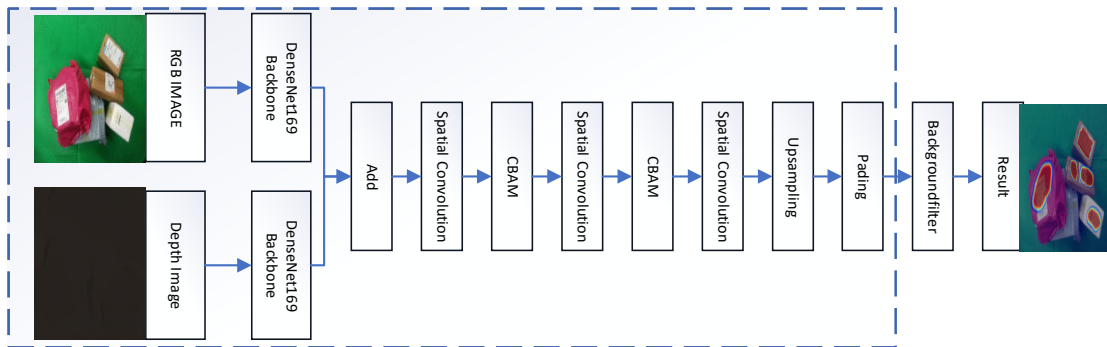 RGB IMAGE
DenseNet169
Backbone
Depth Image
DenseNet169
Backbone
Add
Spatial Convolution
CBAM
Spatial Convolution
CBAM
Spatial Convolution
Upsampling
Pading
Backgroundfilter
Result